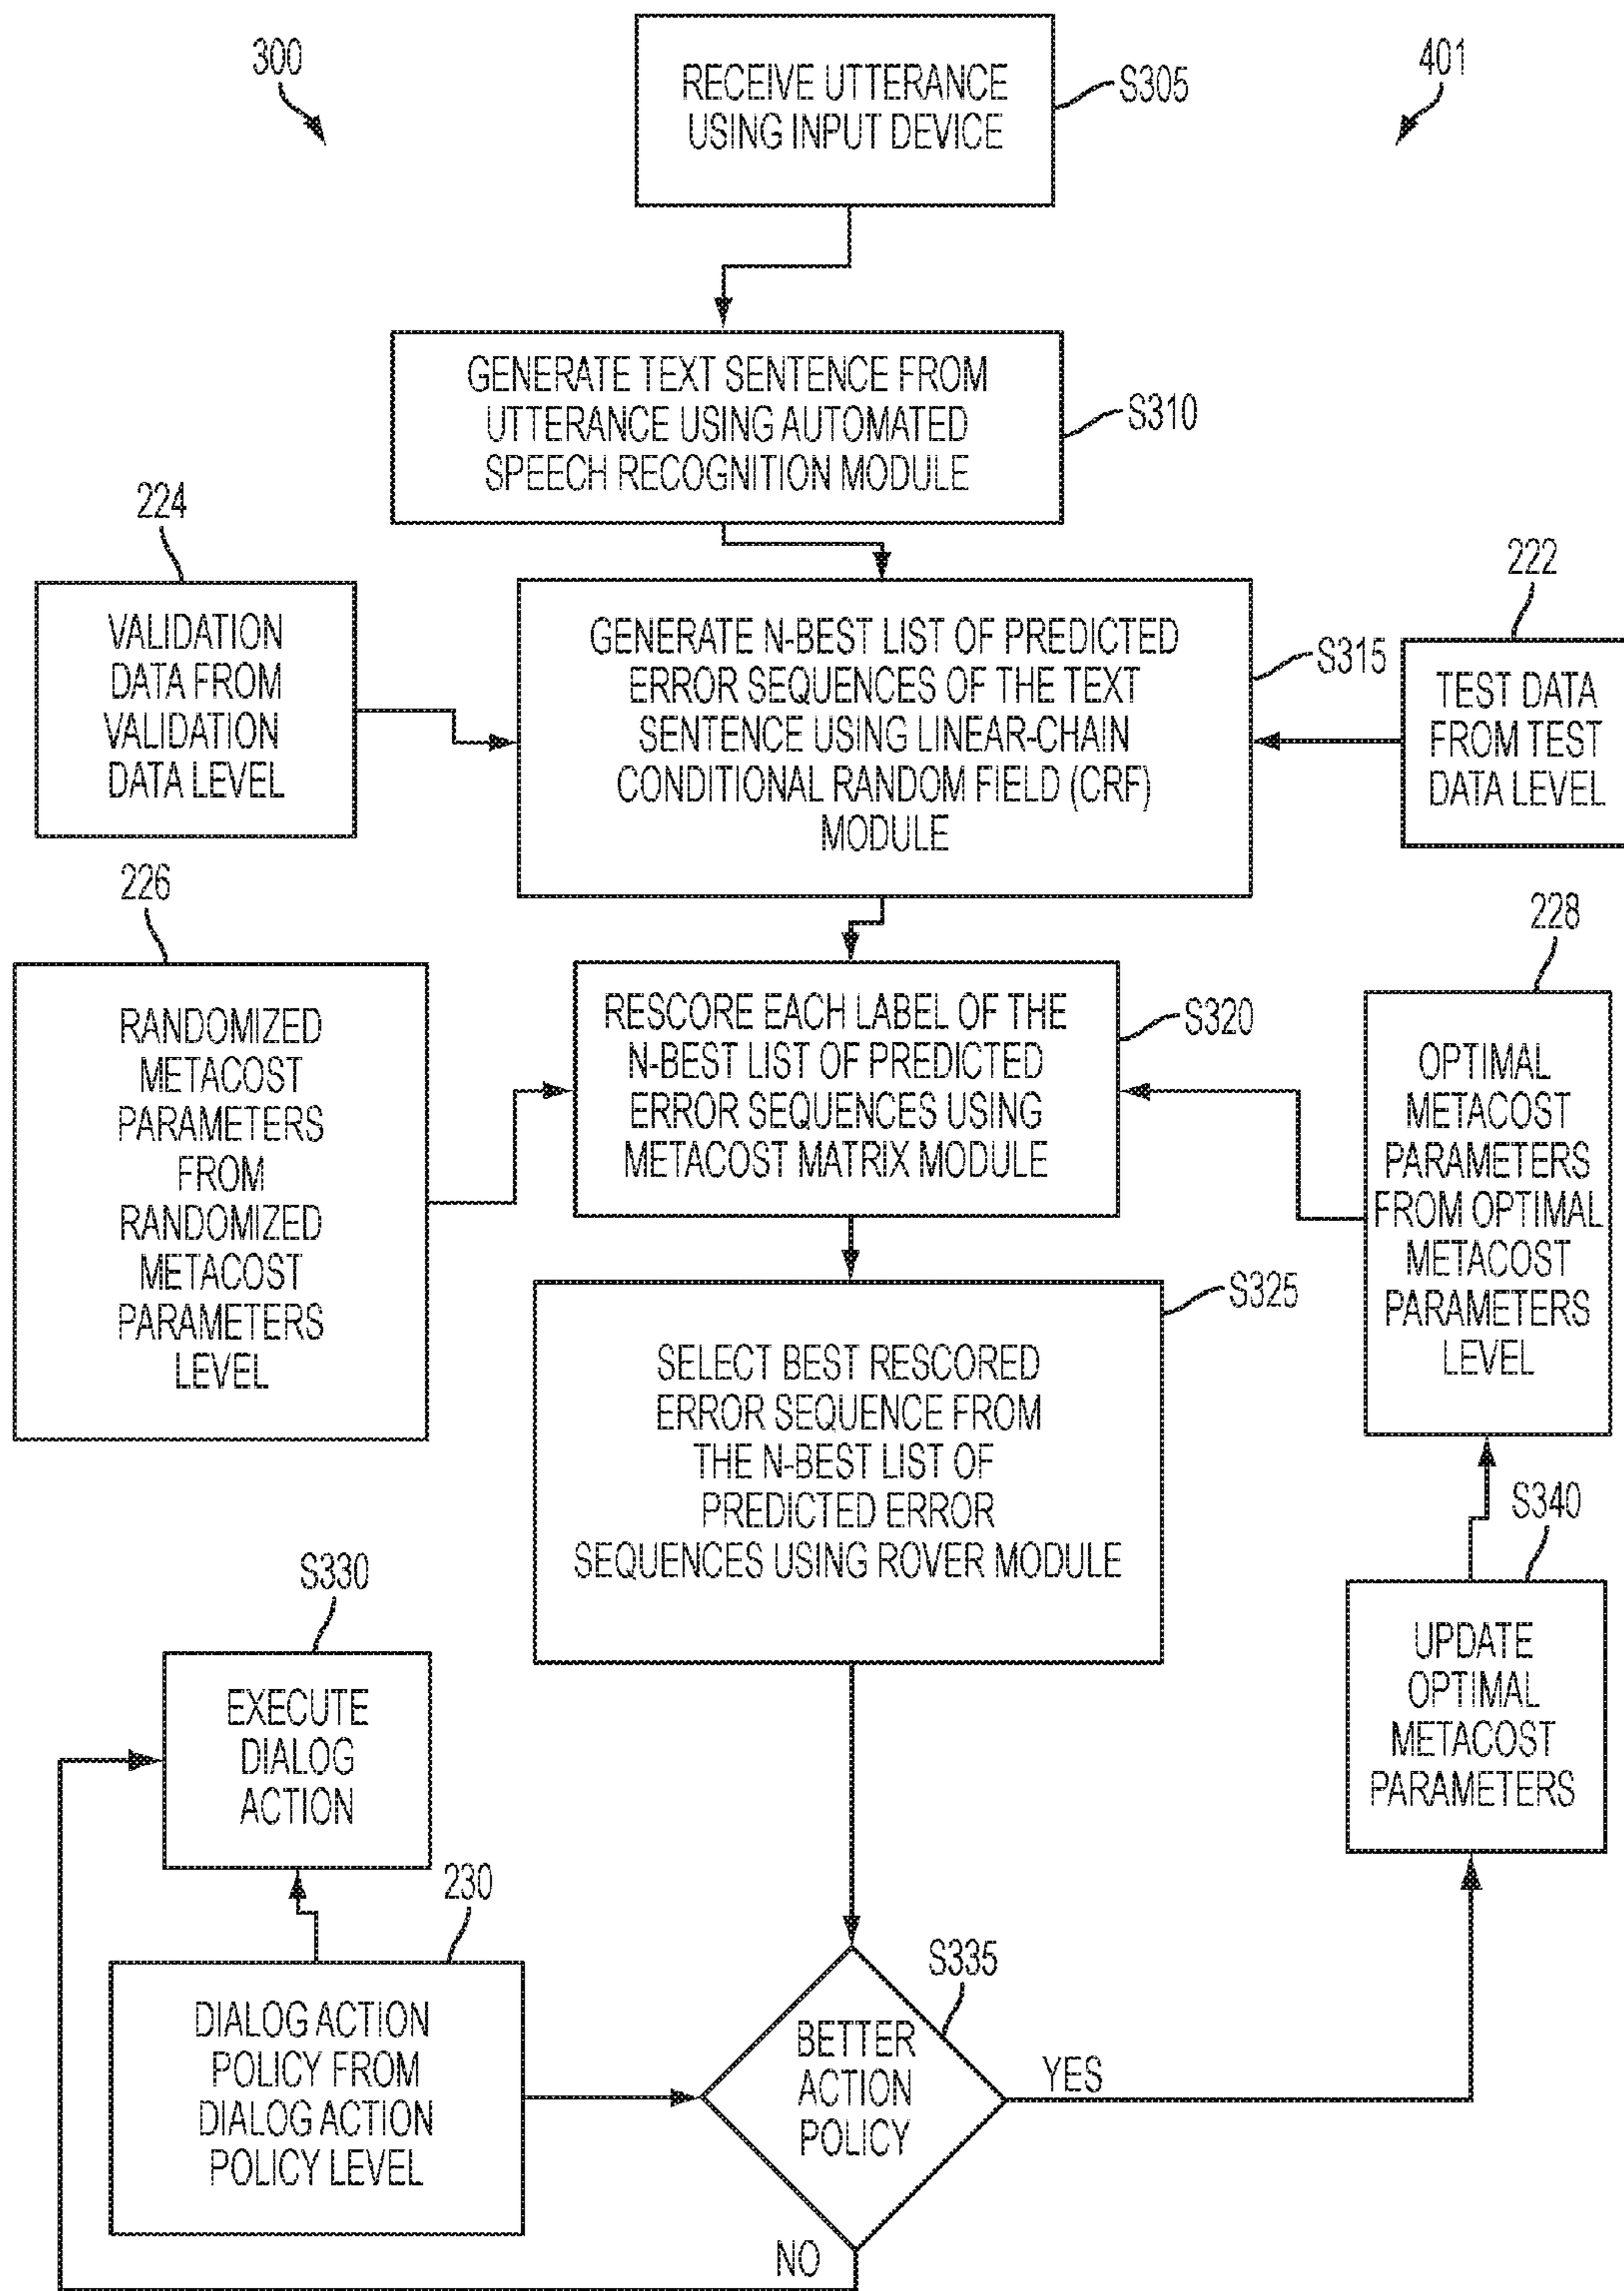 300
401
RECEIVE UTTERANCE
USING INPUT DEVICE
S305
GENERATE TEXT SENTENCE FROM
UTTERANCE USING AUTOMATED
SPEECH RECOGNITION MODULE
S310
224
VALIDATION
DATA FROM
VALIDATION
DATA LEVEL
GENERATE N-BEST LIST OF PREDICTED
ERROR SEQUENCES OF THE TEXT
SENTENCE USING LINEAR-CHAIN
CONDITIONAL RANDOM FIELD (CRF)
MODULE
S315
222
TEST DATA
FROM TEST
DATA LEVEL
226
RANDOMIZED
METACOST
PARAMETERS
FROM
RANDOMIZED
METACOST
PARAMETERS
LEVEL
RESCORE EACH LABEL OF THE
N-BEST LIST OF PREDICTED
ERROR SEQUENCES USING
METACOST MATRIX MODULE
S320
228
OPTIMAL
METACOST
PARAMETERS
FROM OPTIMAL
METACOST
PARAMETERS
LEVEL
SELECT BEST RESCORED
ERROR SEQUENCE FROM
THE N-BEST LIST OF
PREDICTED ERROR
SEQUENCES USING ROVER MODULE
S325
S330
EXECUTE
DIALOG
ACTION
S340
UPDATE
OPTIMAL
METACOST
PARAMETERS
230
DIALOG ACTION
POLICY FROM
DIALOG ACTION
POLICY LEVEL
S335
BETTER
ACTION
POLICY
YES
NO